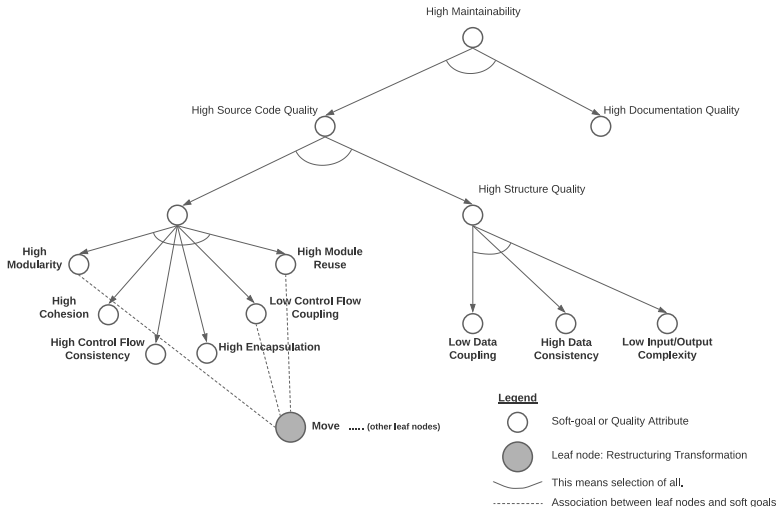 High Maintainability
High Source Code Quality
High Documentation Quality
High Structure Quality
High
Modularity
High Module
Reuse
High
Cohesion
Low Control Flow
Coupling
High Control Flow
Consistency
High Encapsulation
Low Data
Coupling
High Data
Consistency
Low Input/Output
Complexity
Move ..... (other leaf nodes)
Legend
Soft-goal or Quality Attribute
Leaf node: Restructuring Transformation
This means selection of all.
Association between leaf nodes and soft goals